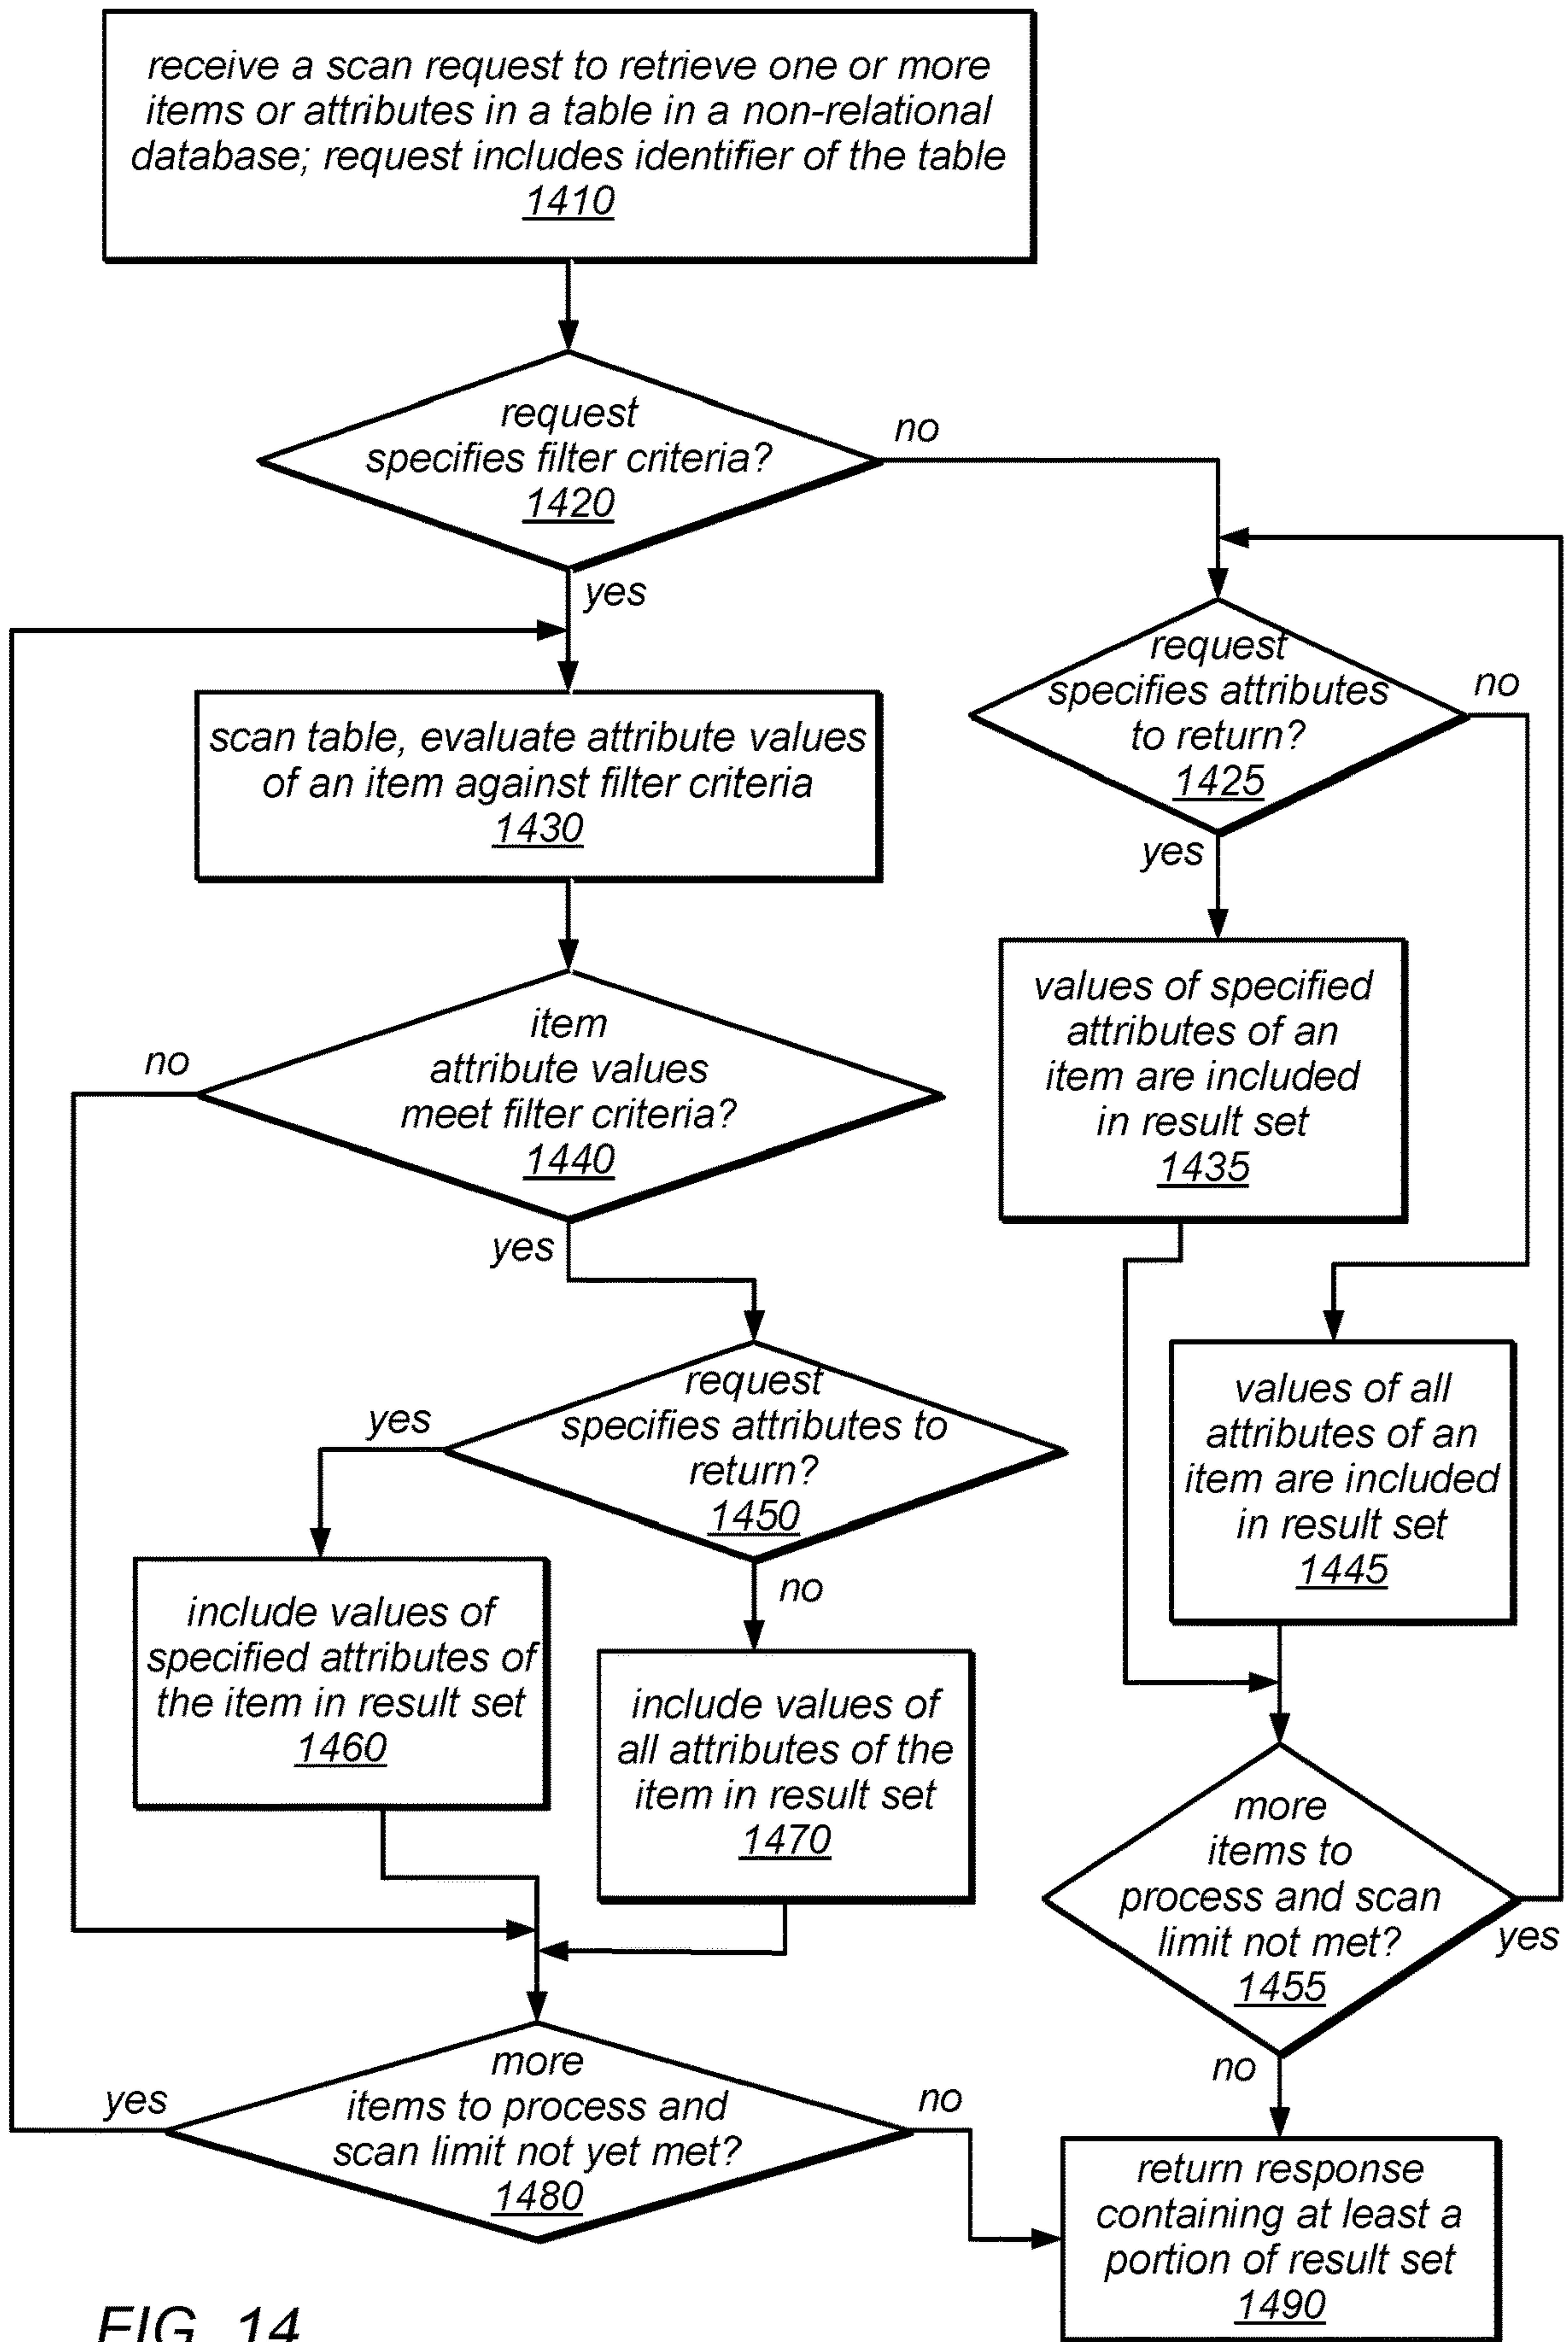 receive a scan request to retrieve one or more
items or attributes in a table in a non-relational
database; request includes identifier of the table
1410
request
specifies filter criteria?
1420
no
yes
scan table, evaluate attribute values
of an item against filter criteria
1430
request
specifies attributes
to return?
1425
no
yes
values of specified
attributes of an
item are included
in result set
1435
item
attribute values
meet filter criteria?
1440
no
yes
request
specifies attributes to
return?
1450
yes
no
values of all
attributes of an
item are included
in result set
1445
include values of
specified attributes of
the item in result set
1460
include values of
all attributes of the
item in result set
1470
more
items to
process and scan
limit not met?
1455
yes
no
more
items to process and
scan limit not yet met?
1480
yes
no
return response
containing at least a
portion of result set
1490
FIG. 14